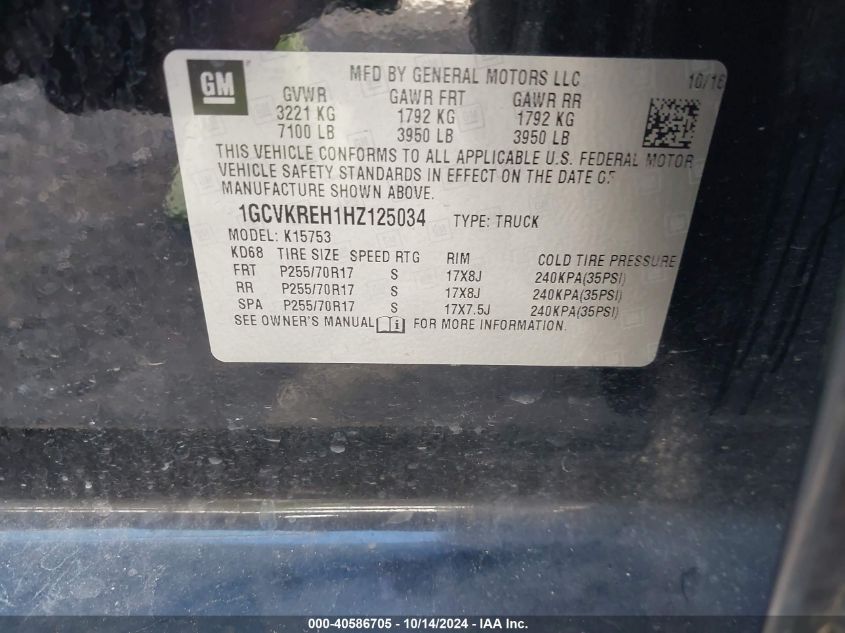 GM
MFD BY GENERAL MOTORS LLC 10/16
GVWR GAWR FRT GAWR RR
3221 KG 1792 KG 1792 KG
7100 LB 3950 LB 3950 LB
THIS VEHICLE CONFORMS TO ALL APPLICABLE U.S. FEDERAL MOTOR
VEHICLE SAFETY STANDARDS IN EFFECT ON THE DATE OF
MANUFACTURE SHOWN ABOVE.
1GCVKREH1HZ125034 TYPE: TRUCK
MODEL: K15753
KD68 TIRE SIZE SPEED RTG RIM COLD TIRE PRESSURE
FRT P255/70R17 S 17X8J 240KPA(35PSI)
RR P255/70R17 S 17X8J 240KPA(35PSI)
SPA P255/70R17 S 17X7.5J 240KPA(35PSI)
SEE OWNER'S MANUAL FOR MORE INFORMATION.
000-40586705 - 10/14/2024 - IAA Inc.